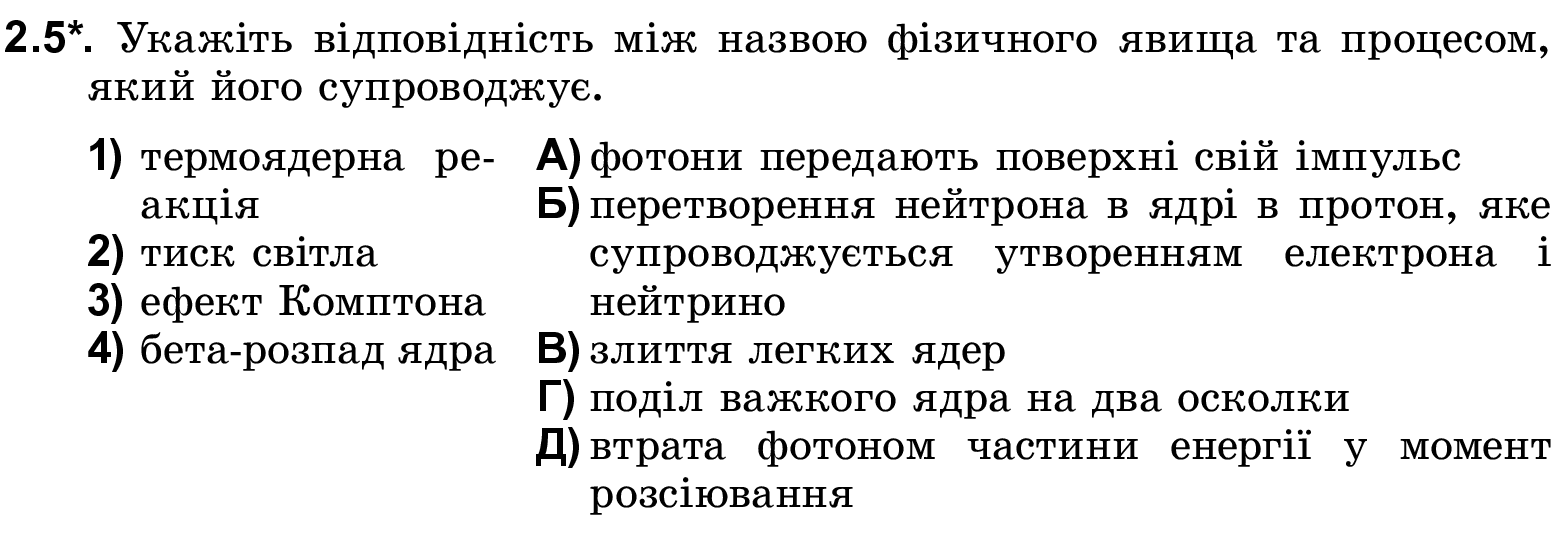 2.5*. Укажіть відповідність між назвою фізичного явища та процесом,
який його супроводжує.
1) термоядерна ре-
акція
2) тиск світла
3) ефект Комптона
4) бета-розпад ядра
А) фотони передають поверхні свій імпульс
Б) перетворення нейтрона в ядрі в протон, яке
супроводжується утворенням електрона і
нейтрино
В) злиття легких ядер
Г) поділ важкого ядра на два осколки
Д) втрата фотоном частини енергії у момент
розсіювання